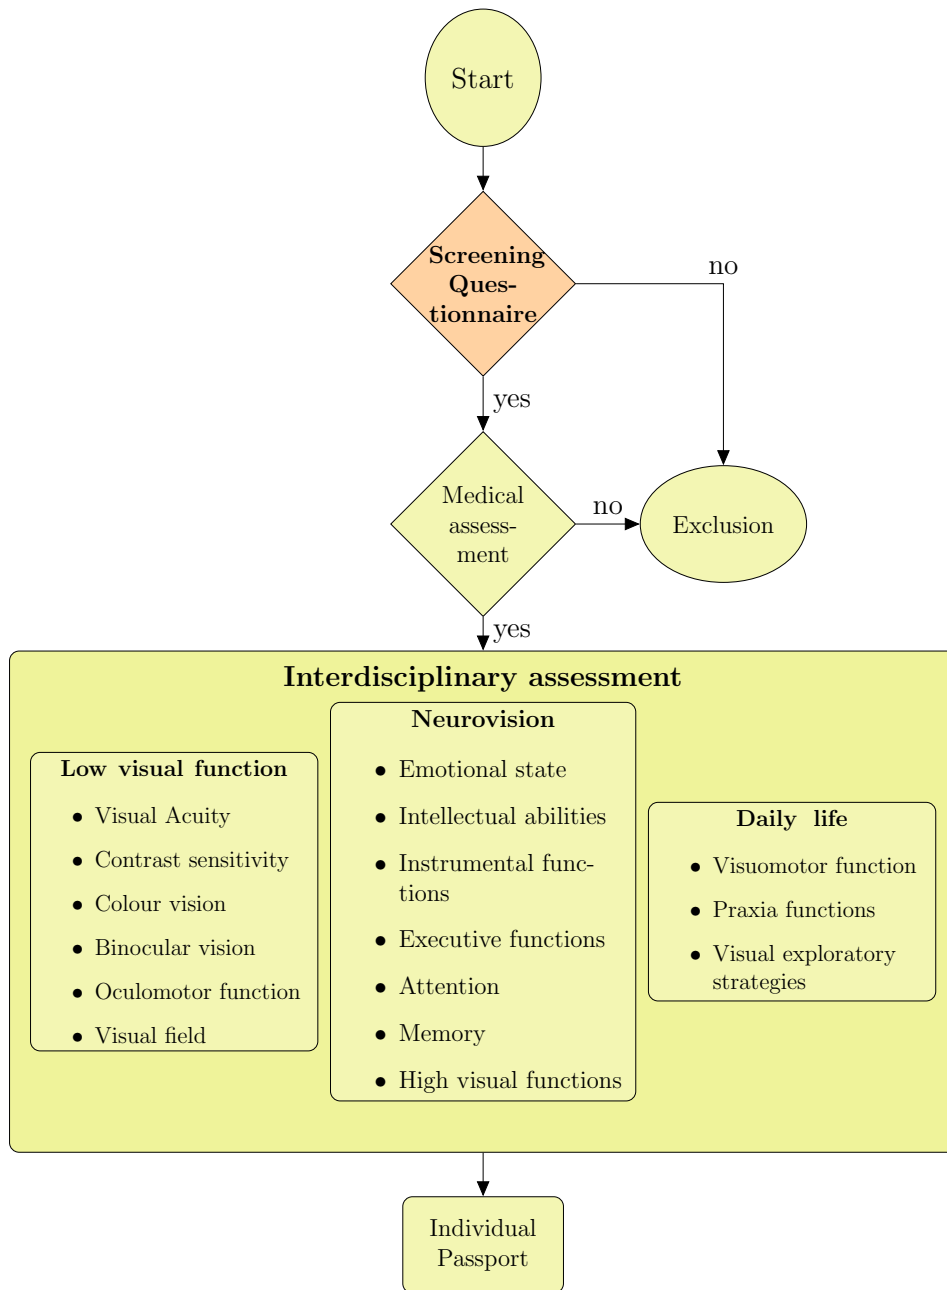 Start
Screening
Ques-
tionnaire
no
yes
Medical
assess-
ment
no
Exclusion
yes
Interdisciplinary assessment
Low visual function
• Visual Acuity
• Contrast sensitivity
• Colour vision
• Binocular vision
• Oculomotor function
• Visual field
Neurovision
• Emotional state
• Intellectual abilities
• Instrumental func-
tions
• Executive functions
• Attention
• Memory
• High visual functions
Daily life
• Visuomotor function
• Praxia functions
• Visual exploratory
strategies
Individual
Passport